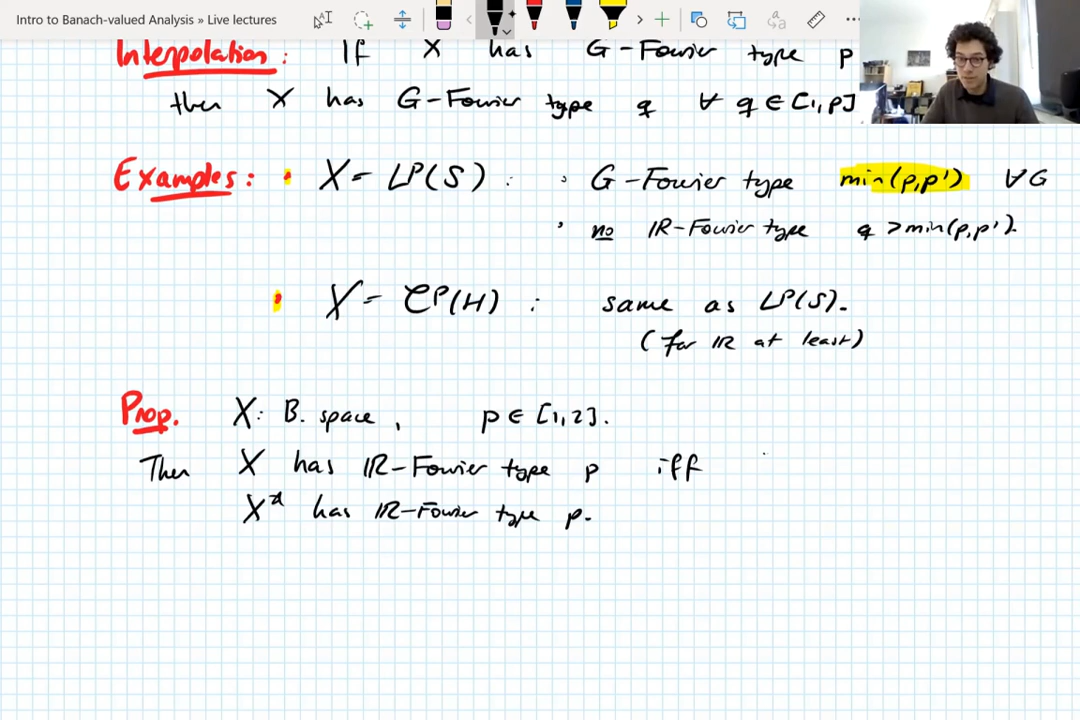 Intro to Banach-valued Analysis » Live lectures
Interpolation: If X has G-Fourier type p
then X has G-Fourier type q ∀ q ∈ [1,p]
Examples: • X = L^p(S): · G-Fourier type min(p,p') ∀G
· no ℝ-Fourier type q > min(p,p').
• X = C^p(H): same as L^p(S).
(for ℝ at least)
Prop. X: B. space, p ∈ [1,2].
Then X has ℝ-Fourier type p iff
X* has ℝ-Fourier type p.